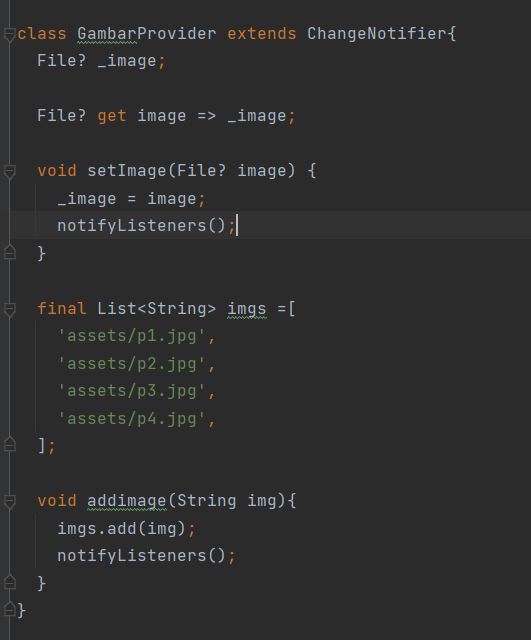 class GambarProvider extends ChangeNotifier{
  File? _image;

  File? get image => _image;

  void setImage(File? image) {
    _image = image;
    notifyListeners();
  }

  final List<String> imgs =[
    'assets/p1.jpg',
    'assets/p2.jpg',
    'assets/p3.jpg',
    'assets/p4.jpg',
  ];

  void addimage(String img){
    imgs.add(img);
    notifyListeners();
  }
}